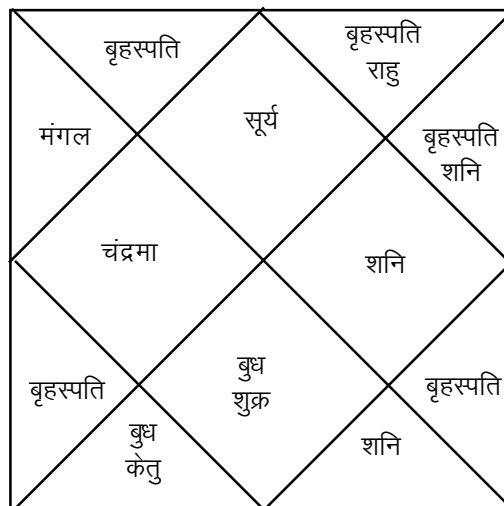 बृहस्पति
बृहस्पति
राहु
मंगल
सूर्य
बृहस्पति
शनि
चंद्रमा
शनि
बृहस्पति
बुध
शुक्र
बृहस्पति
बुध
केतु
शनि